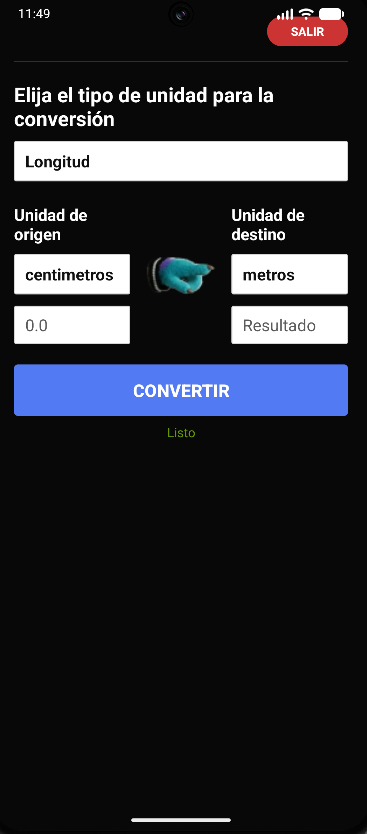 11:49
SALIR
Elija el tipo de unidad para la
conversión
Longitud
Unidad de
origen
Unidad de
destino
centimetros
metros
0.0
Resultado
CONVERTIR
Listo